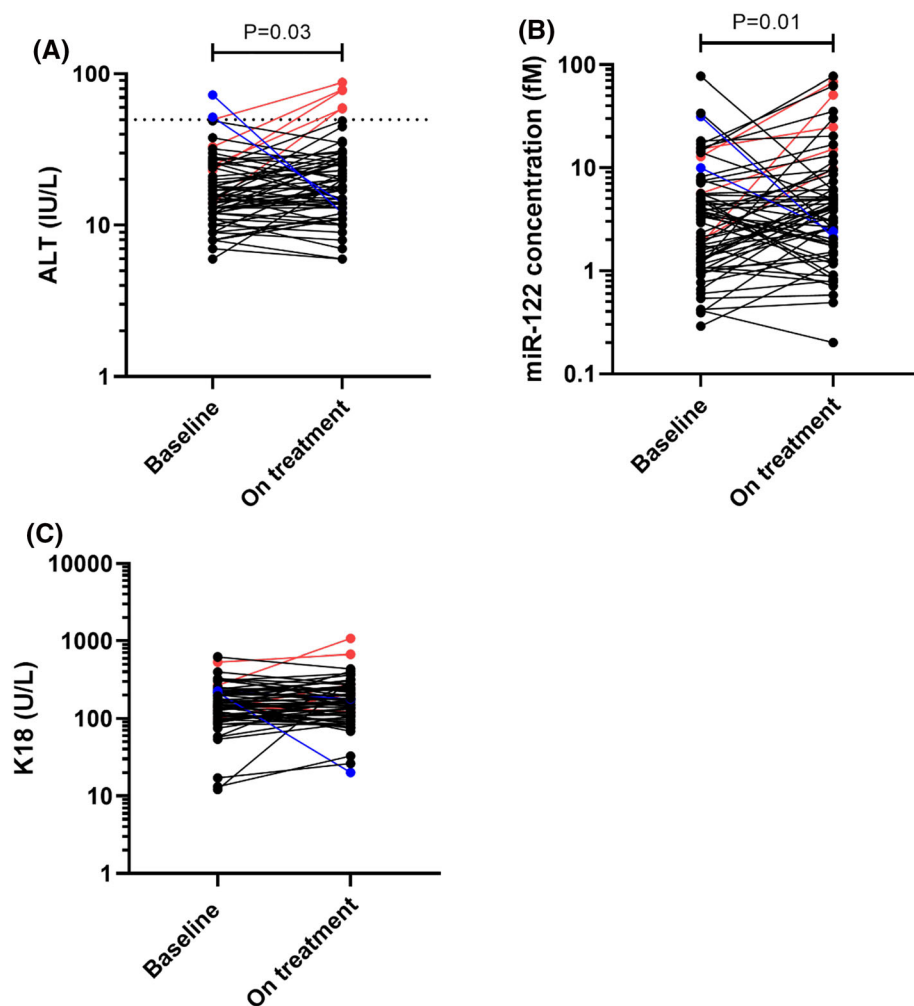 (A)
P=0.03
ALT (IU/L)
100
10
1
Baseline
On treatment
(B)
P=0.01
miR-122 concentration (fM)
100
10
1
0.1
Baseline
On treatment
(C)
K18 (U/L)
10000
1000
100
10
1
Baseline
On treatment